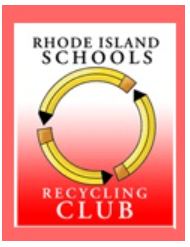 RHODE ISLAND
SCHOOLS
RECYCLING
CLUB